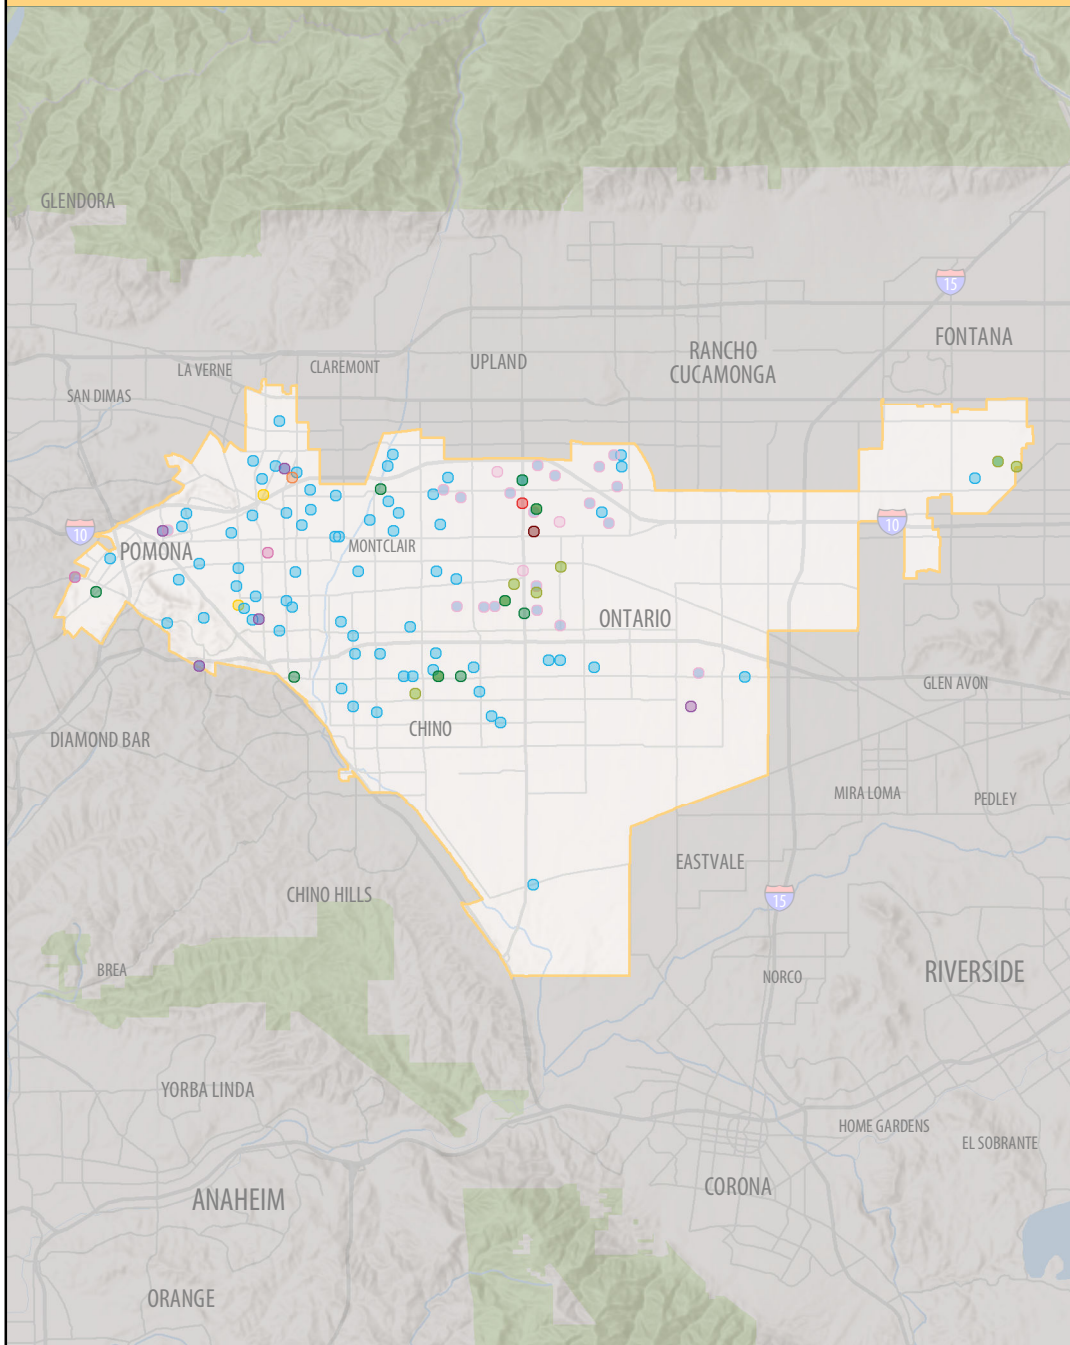 GLENDORA
15
FONTANA
RANCHO
CUCAMONGA
UPLAND
CLAREMONT
LA VERNE
SAN DIMAS
10
10
POMONA
MONTCLAIR
ONTARIO
GLEN AVON
CHINO
DIAMOND BAR
MIRA LOMA
PEDLEY
EASTVALE
CHINO HILLS
15
BREA
NORCO
RIVERSIDE
YORBA LINDA
HOME GARDENS
EL SOBRANTE
CORONA
ANAHEIM
ORANGE